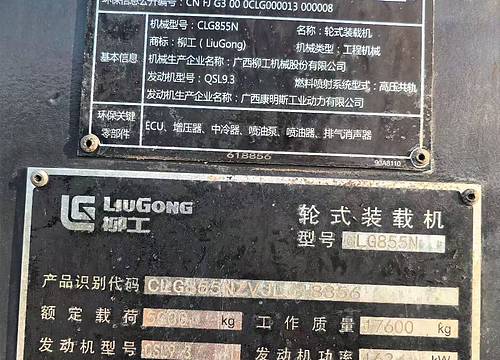 环保信息公开编号：CN FJ G3 00 0CLG000013 000008
基本信息
机械型号：CLG855N 名称：轮式装载机
商标：柳工（LiuGong） 机械类型：工程机械
机械生产企业名称：广西柳工机械股份有限公司
发动机型号：QSL9.3 燃料喷射系统型式：高压共轨
发动机生产企业名称：广西康明斯工业动力有限公司
环保关键零部件
ECU、增压器、中冷器、喷油泵、喷油器、排气消声器
618856 93A8110
LIUGONG
柳工
轮式装载机
型号 CLG855N
产品识别代码
额定载荷 kg 工作质量 17600 kg
发动机型号 QSL9.3 发动机功率